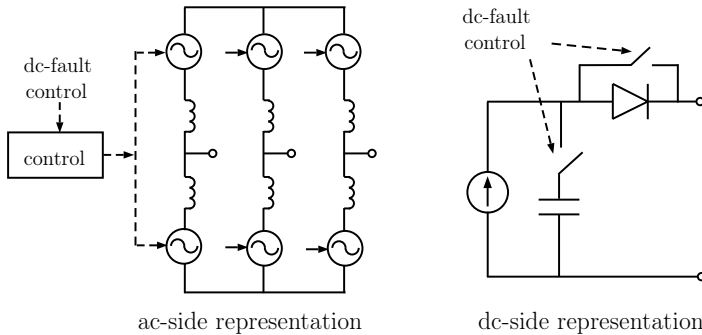 dc-fault
control
control
ac-side representation
dc-fault
control
dc-side representation